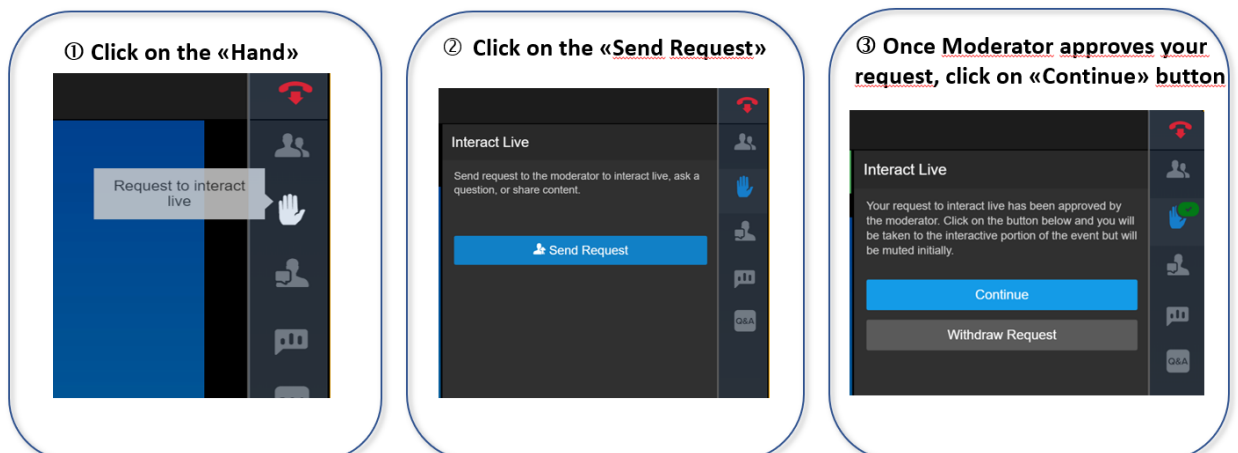 ① Click on the «Hand»
Request to interact
live
② Click on the «Send Request»
Interact Live
Send request to the moderator to interact live, ask a
question, or share content.
Send Request
Q&A
③ Once Moderator approves your
request, click on «Continue» button
Interact Live
Your request to interact live has been approved by
the moderator. Click on the button below and you will
be taken to the interactive portion of the event but will
be muted initially.
Continue
Withdraw Request
Q&A